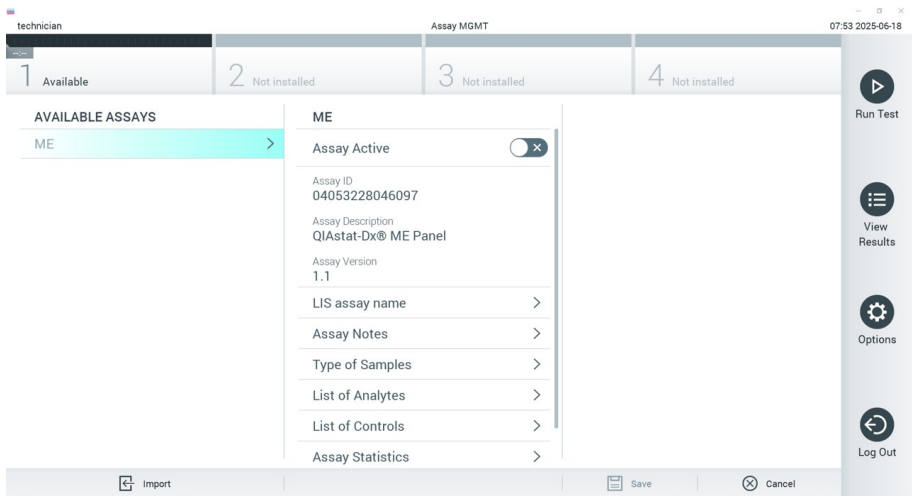 technician
Assay MGMT
07:53 2025-06-18
--:--
1 Available
2 Not installed
3 Not installed
4 Not installed
AVAILABLE ASSAYS
ME
ME
Assay Active
Assay ID
04053228046097
Assay Description
QIAstat-Dx® ME Panel
Assay Version
1.1
LIS assay name
Assay Notes
Type of Samples
List of Analytes
List of Controls
Assay Statistics
Run Test
View
Results
Options
Log Out
Import
Save
Cancel